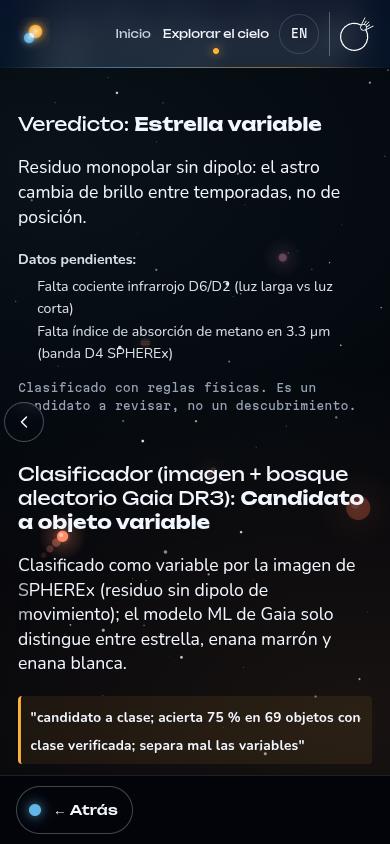 Inicio Explorar el cielo EN
Veredicto: Estrella variable
Residuo monopolar sin dipolo: el astro
cambia de brillo entre temporadas, no de
posición.
Datos pendientes:
Falta cociente infrarrojo D6/D2 (luz larga vs luz
corta)
Falta índice de absorción de metano en 3.3 µm
(banda D4 SPHEREx)
Clasificado con reglas físicas. Es un
candidato a revisar, no un descubrimiento.
Clasificador (imagen + bosque
aleatorio Gaia DR3): Candidato
a objeto variable
Clasificado como variable por la imagen de
SPHEREx (residuo sin dipolo de
movimiento); el modelo ML de Gaia solo
distingue entre estrella, enana marrón y
enana blanca.
"candidato a clase; acierta 75 % en 69 objetos con
clase verificada; separa mal las variables"
← Atrás